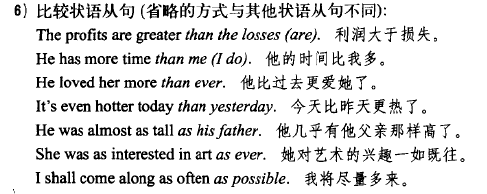 6) 比较状语从句 (省略的方式与其他状语从句不同):
The profits are greater than the losses (are). 利润大于损失。
He has more time than me (I do). 他的时间比我多。
He loved her more than ever. 他比过去更爱她了。
It's even hotter today than yesterday. 今天比昨天更热了。
He was almost as tall as his father. 他几乎有他父亲那样高了。
She was as interested in art as ever. 她对艺术的兴趣一如既往。
I shall come along as often as possible. 我将尽量多来。